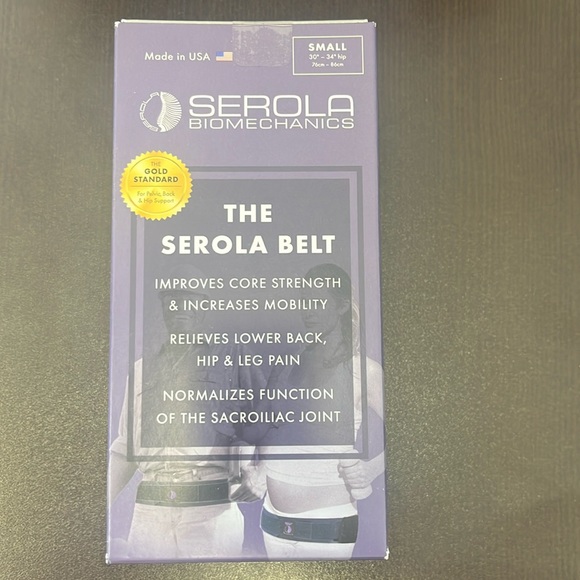 Made in USA
SMALL
30" – 34" hip
76cm – 86cm
SEROLA
BIOMECHANICS
THE
GOLD
STANDARD
For Pelvic, Back
& Hip Support
THE
SEROLA BELT
IMPROVES CORE STRENGTH
& INCREASES MOBILITY
RELIEVES LOWER BACK,
HIP & LEG PAIN
NORMALIZES FUNCTION
OF THE SACROILIAC JOINT